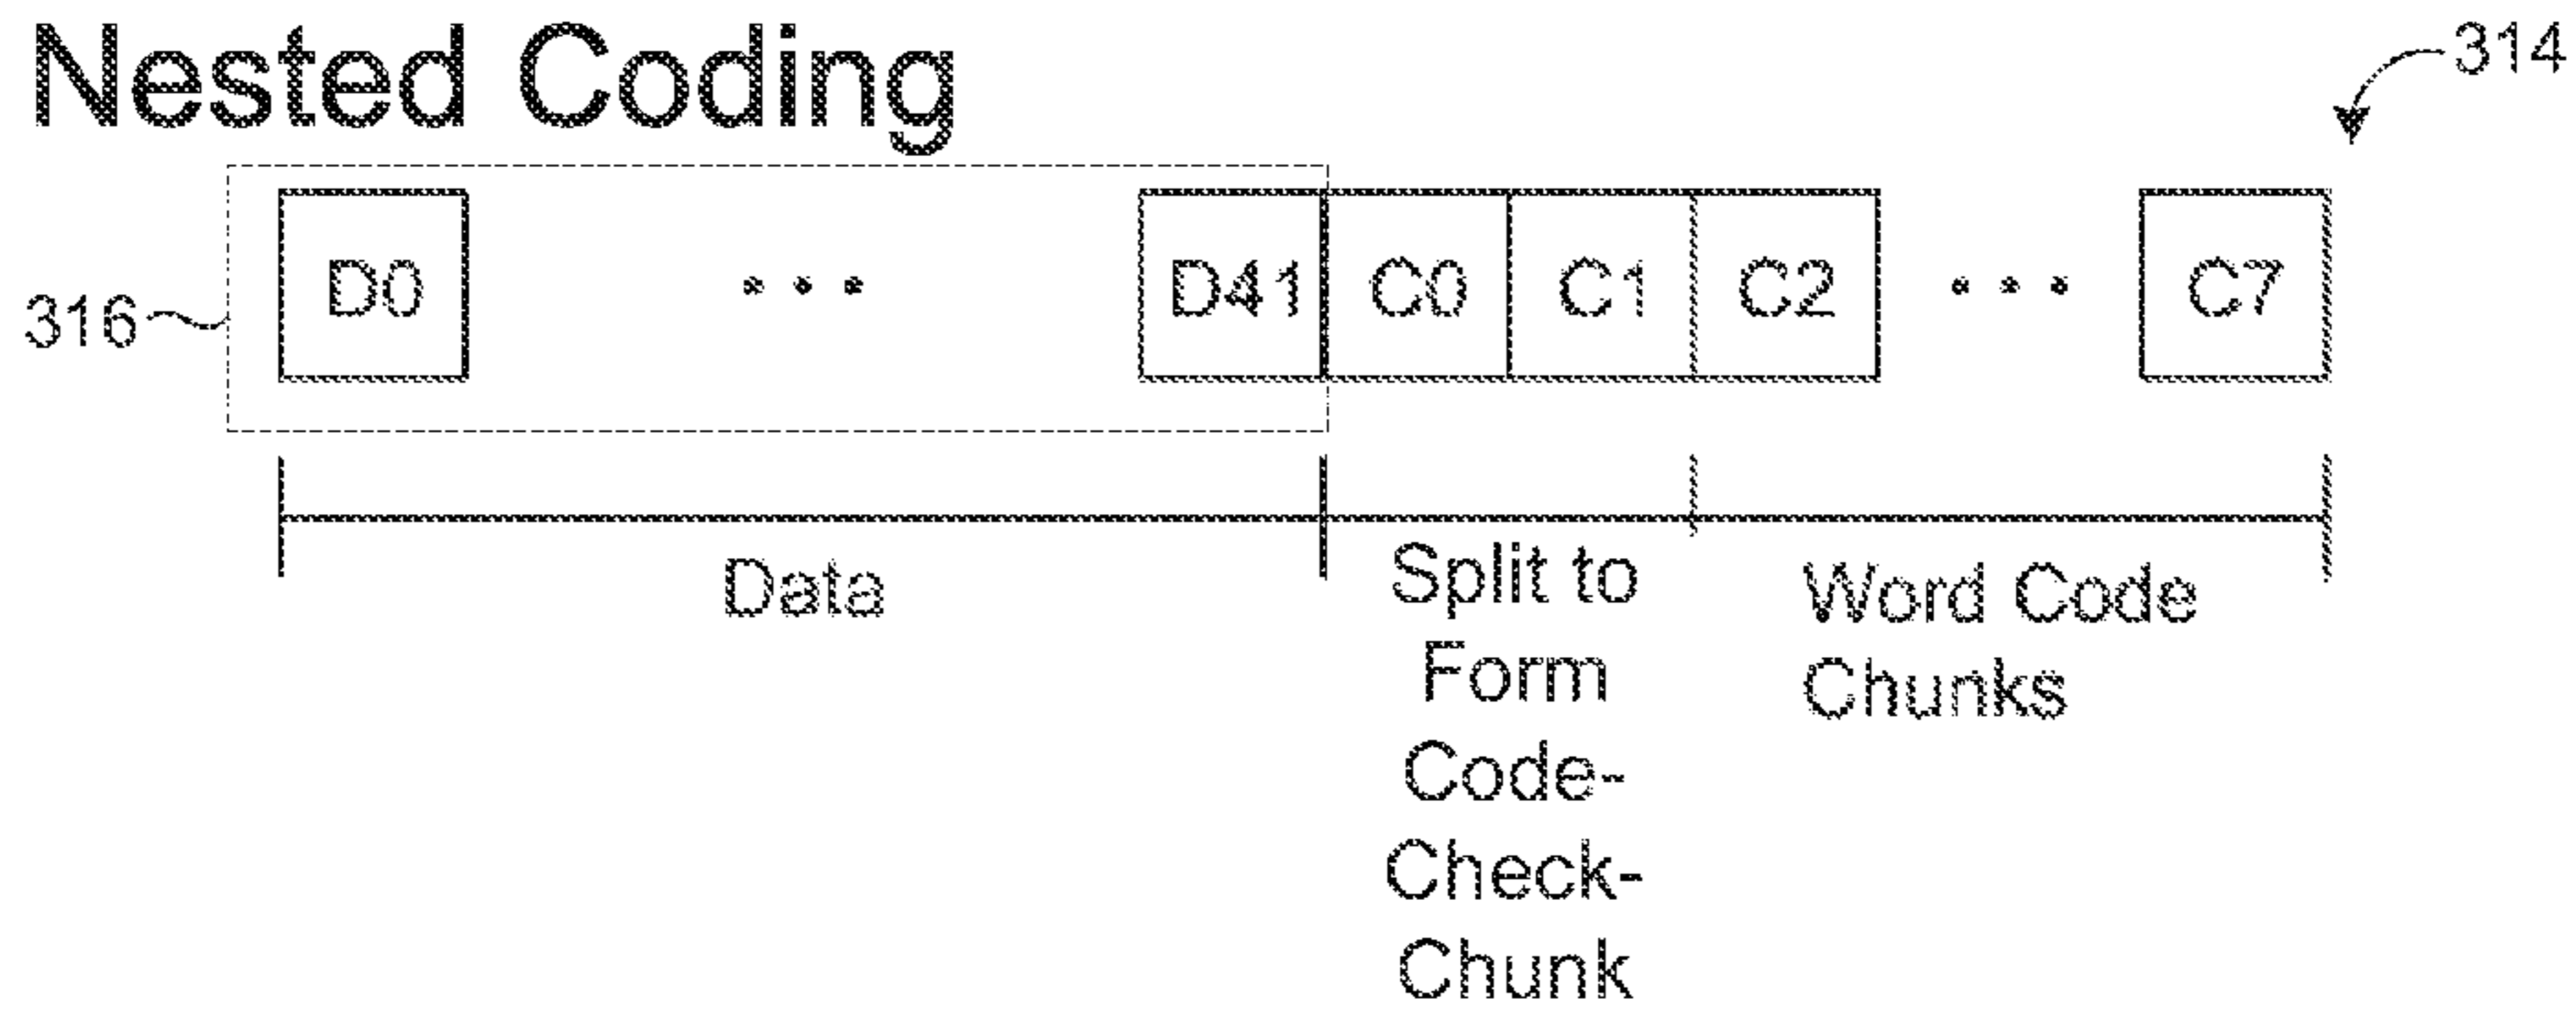 Nested Coding
314
316
D0 ... D41 C0 C1 C2 ... C7
Data
Split to
Form
Code-
Check-
Chunk
Word Code
Chunks